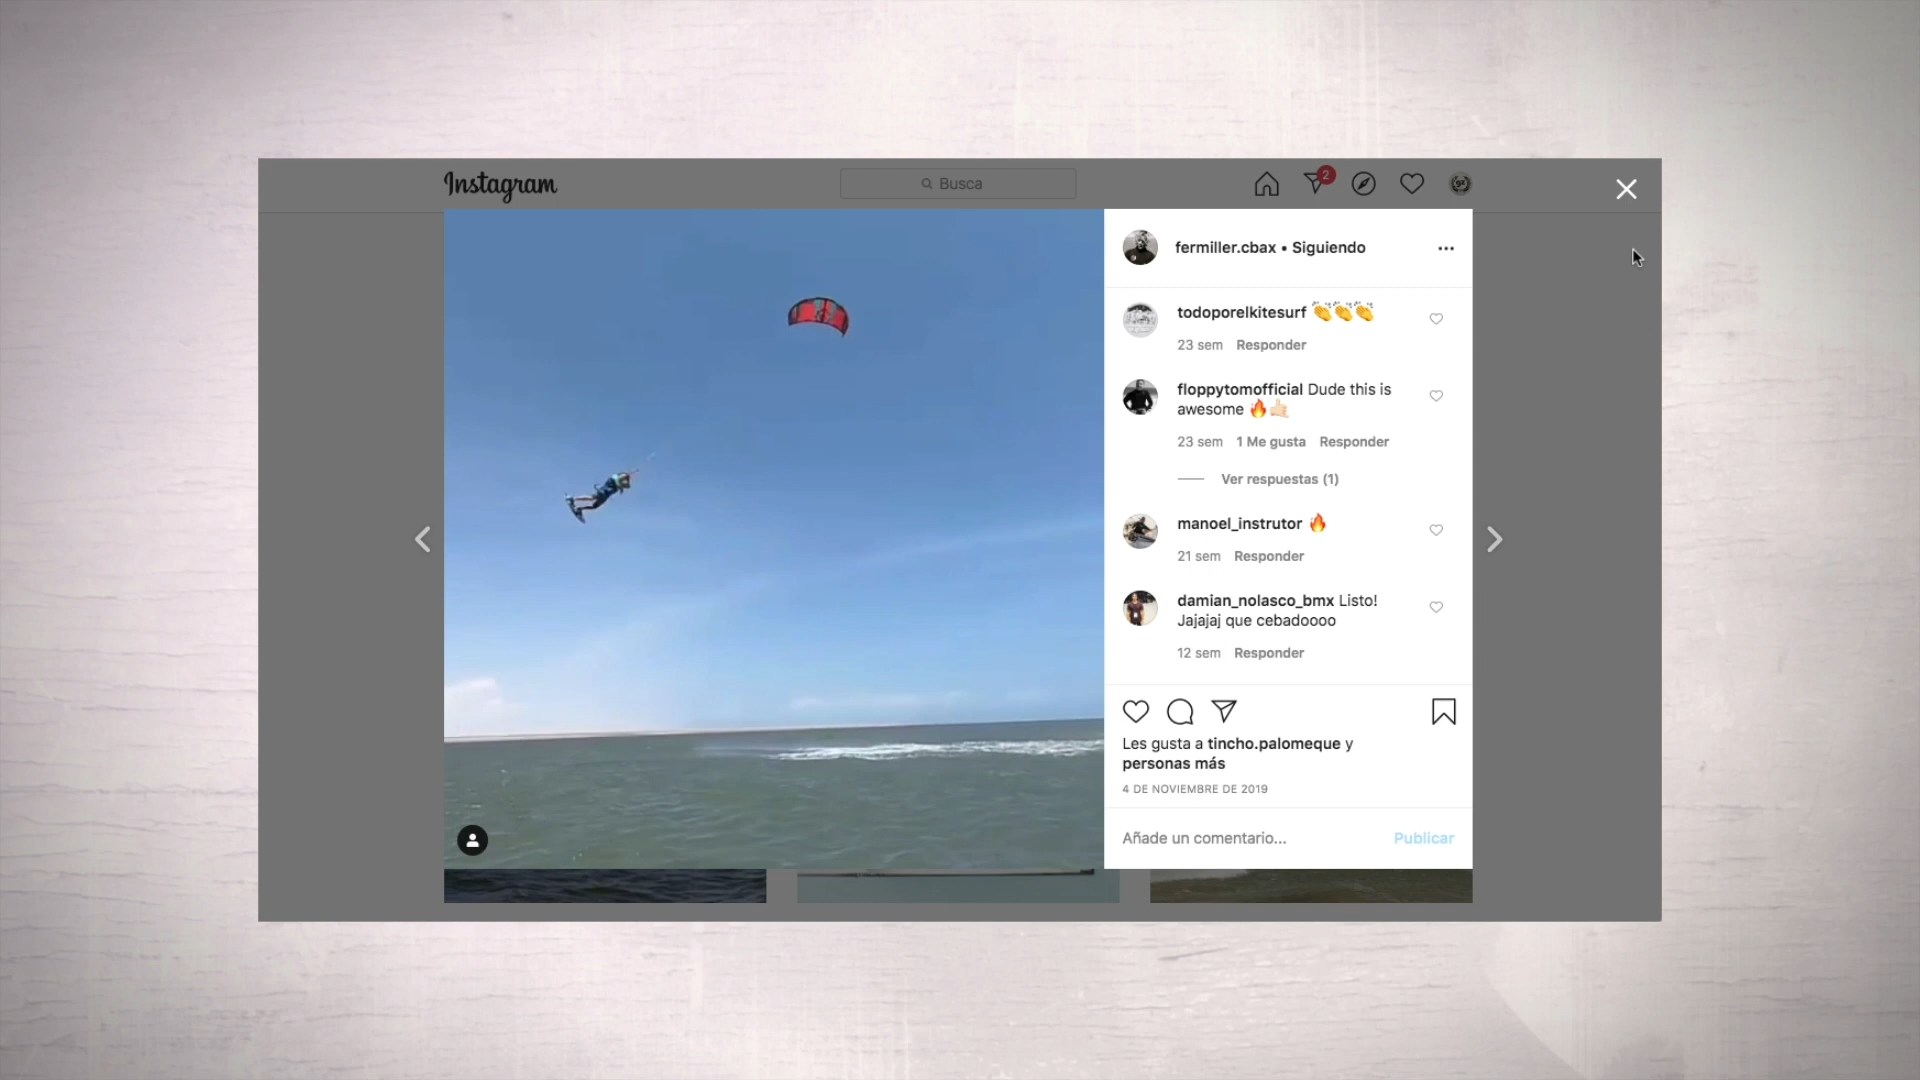 Instagram
Busca
2
fermiller.cbax • Siguiendo
todoporelkitesurf 👏👏👏
23 sem Responder
floppytomofficial Dude this is
awesome 🔥🤙🏻
23 sem 1 Me gusta Responder
Ver respuestas (1)
manoel_instrutor 🔥
21 sem Responder
damian_nolasco_bmx Listo!
Jajajaj que cebadoooo
12 sem Responder
Les gusta a tincho.palomeque y
personas más
4 DE NOVIEMBRE DE 2019
Añade un comentario... Publicar